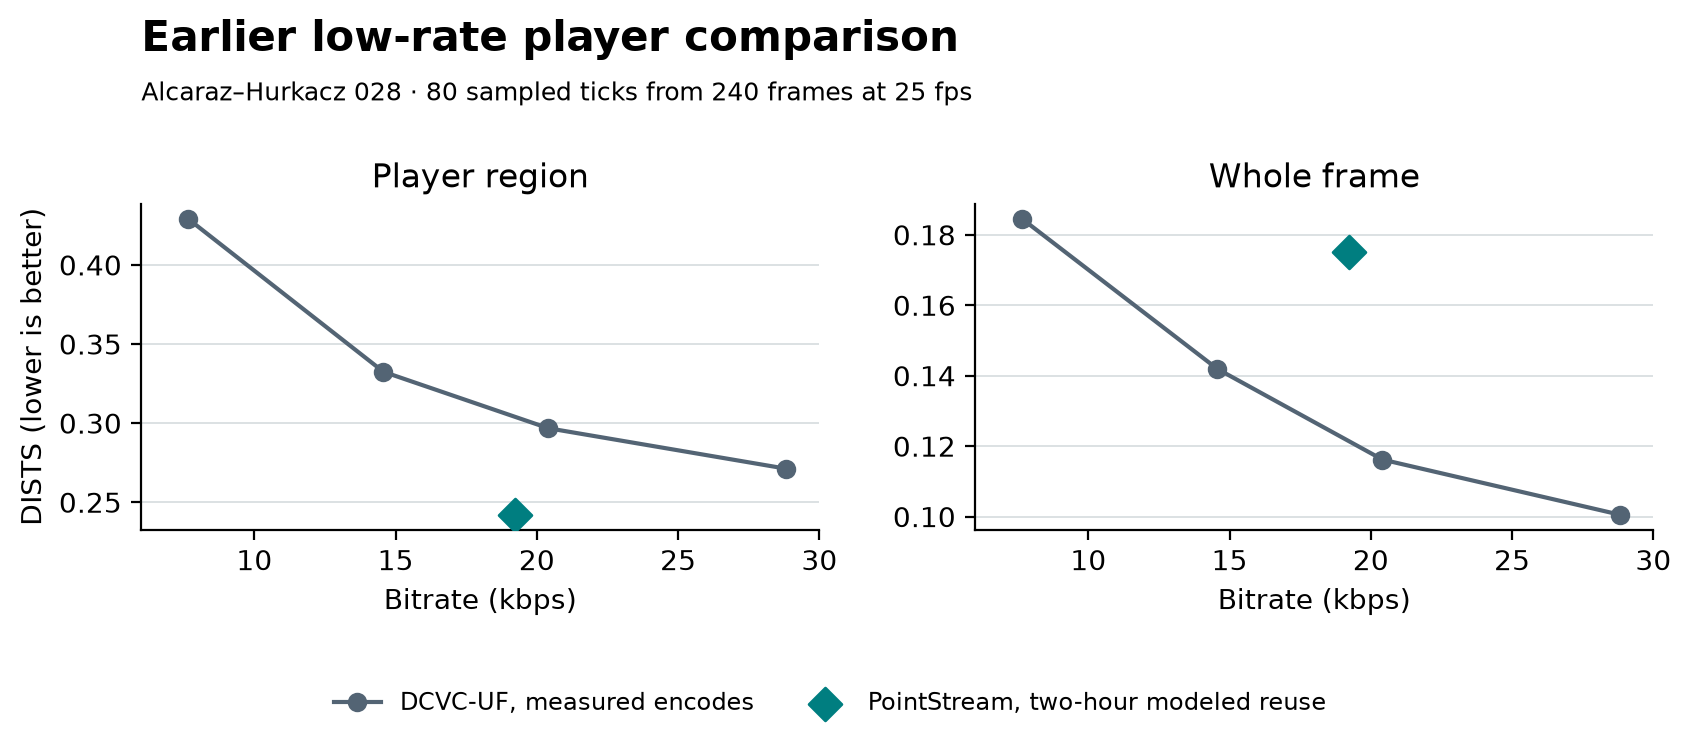 Earlier low-rate player comparison
Alcaraz–Hurkacz 028 · 80 sampled ticks from 240 frames at 25 fps
Player region
DISTS (lower is better)
0.40
0.35
0.30
0.25
10 15 20 25 30
Bitrate (kbps)
Whole frame
0.18
0.16
0.14
0.12
0.10
10 15 20 25 30
Bitrate (kbps)
DCVC-UF, measured encodes
PointStream, two-hour modeled reuse